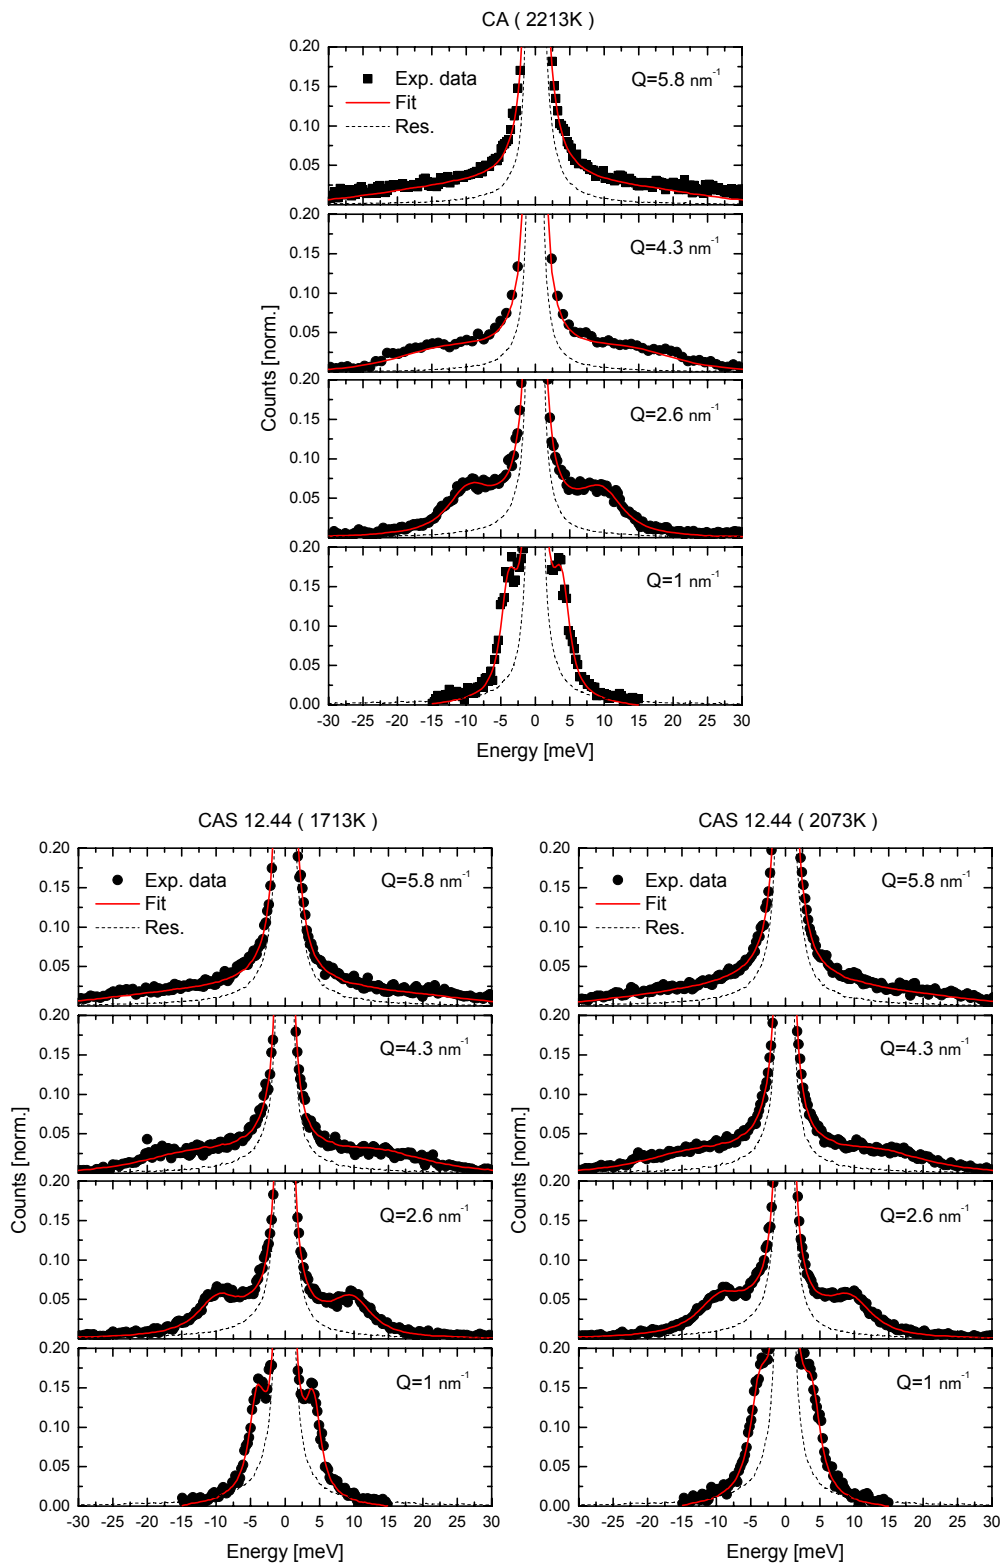 CA ( 2213K )
0.20
0.15
0.10
0.05
Exp. data
Fit
Res.
Q=5.8 nm⁻¹
0.20
0.15
0.10
0.05
Q=4.3 nm⁻¹
0.20
0.15
0.10
0.05
Q=2.6 nm⁻¹
0.20
0.15
0.10
0.05
0.00
Q=1 nm⁻¹
Counts [norm.]
-30 -25 -20 -15 -10 -5 0 5 10 15 20 25 30
Energy [meV]
CAS 12.44 ( 1713K )
0.20
0.15
0.10
0.05
Exp. data
Fit
Res.
Q=5.8 nm⁻¹
0.20
0.15
0.10
0.05
Q=4.3 nm⁻¹
0.20
0.15
0.10
0.05
Q=2.6 nm⁻¹
0.20
0.15
0.10
0.05
0.00
Q=1 nm⁻¹
Counts [norm.]
-30 -25 -20 -15 -10 -5 0 5 10 15 20 25 30
Energy [meV]
CAS 12.44 ( 2073K )
0.20
0.15
0.10
0.05
Exp. data
Fit
Res.
Q=5.8 nm⁻¹
0.20
0.15
0.10
0.05
Q=4.3 nm⁻¹
0.20
0.15
0.10
0.05
Q=2.6 nm⁻¹
0.20
0.15
0.10
0.05
0.00
Q=1 nm⁻¹
Counts [norm.]
-30 -25 -20 -15 -10 -5 0 5 10 15 20 25 30
Energy [meV]